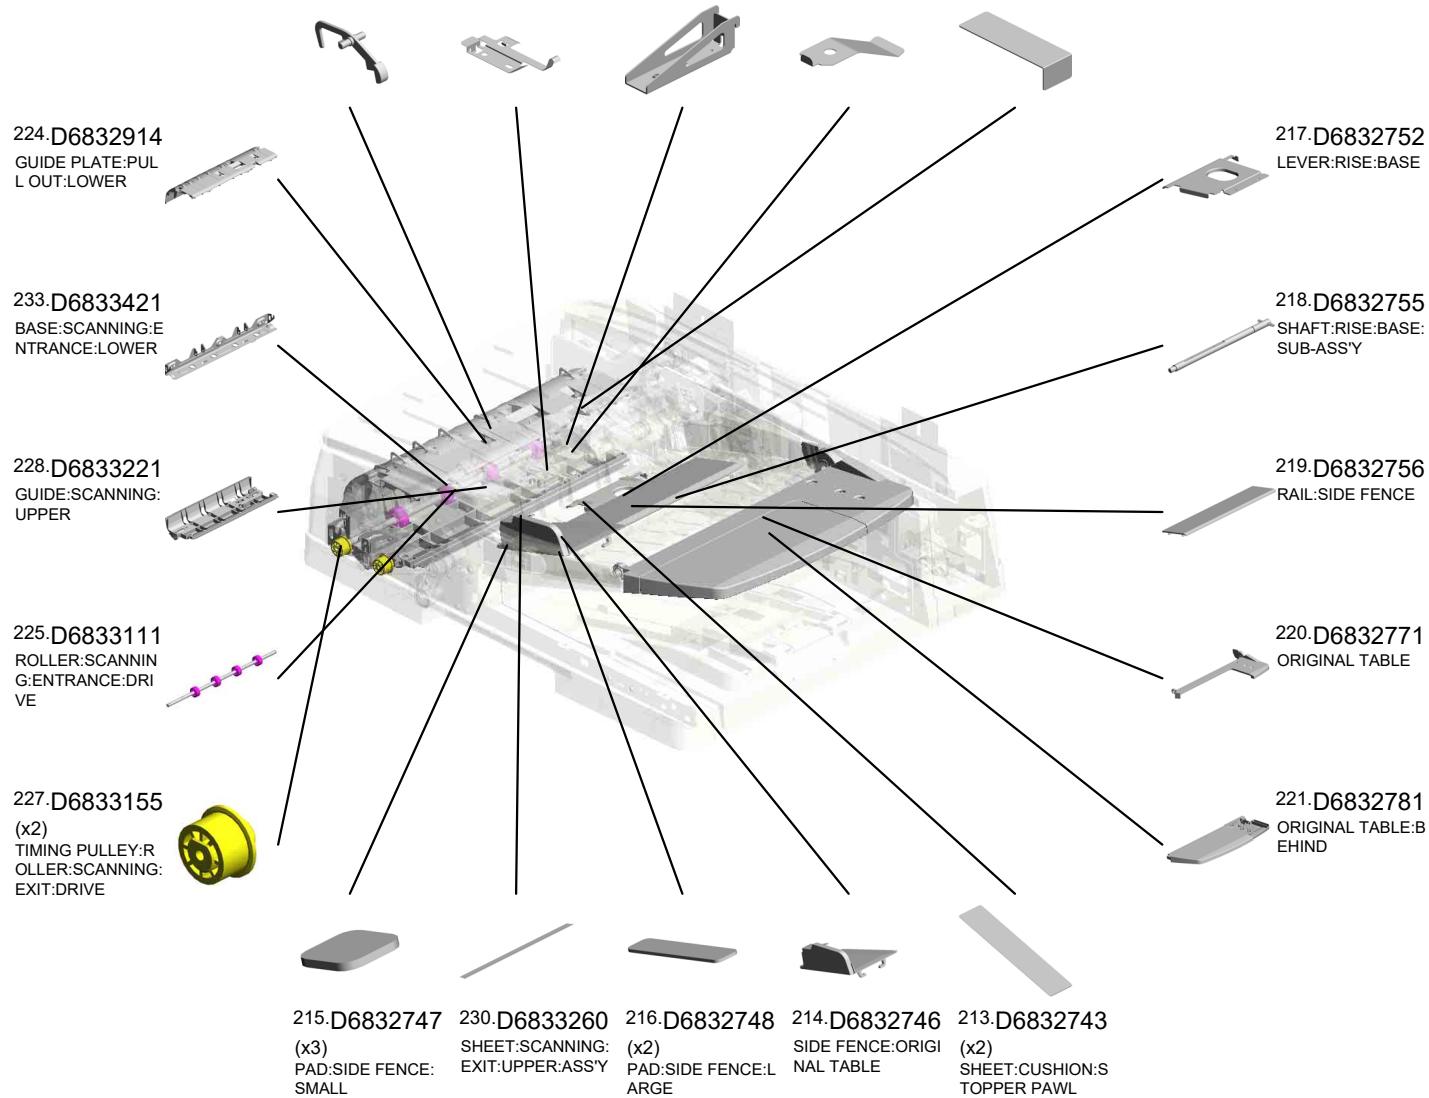 224.D6832914
GUIDE PLATE:PUL
L OUT:LOWER
233.D6833421
BASE:SCANNING:E
NTRANCE:LOWER
228.D6833221
GUIDE:SCANNING:
UPPER
225.D6833111
ROLLER:SCANNIN
G:ENTRANCE:DRI
VE
227.D6833155
(x2)
TIMING PULLEY:R
OLLER:SCANNING:
EXIT:DRIVE
217.D6832752
LEVER:RISE:BASE
218.D6832755
SHAFT:RISE:BASE:
SUB-ASS'Y
219.D6832756
RAIL:SIDE FENCE
220.D6832771
ORIGINAL TABLE
221.D6832781
ORIGINAL TABLE:B
EHIND
215.D6832747
(x3)
PAD:SIDE FENCE:
SMALL
230.D6833260
SHEET:SCANNING:
EXIT:UPPER:ASS'Y
216.D6832748
(x2)
PAD:SIDE FENCE:L
ARGE
214.D6832746
SIDE FENCE:ORIGI
NAL TABLE
213.D6832743
(x2)
SHEET:CUSHION:S
TOPPER PAWL